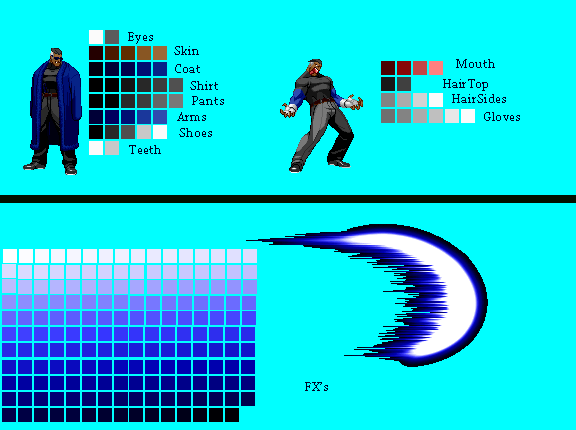 Eyes
Skin
Coat
Shirt
Pants
Arms
Shoes
Teeth
Mouth
HairTop
HairSides
Gloves
FX's